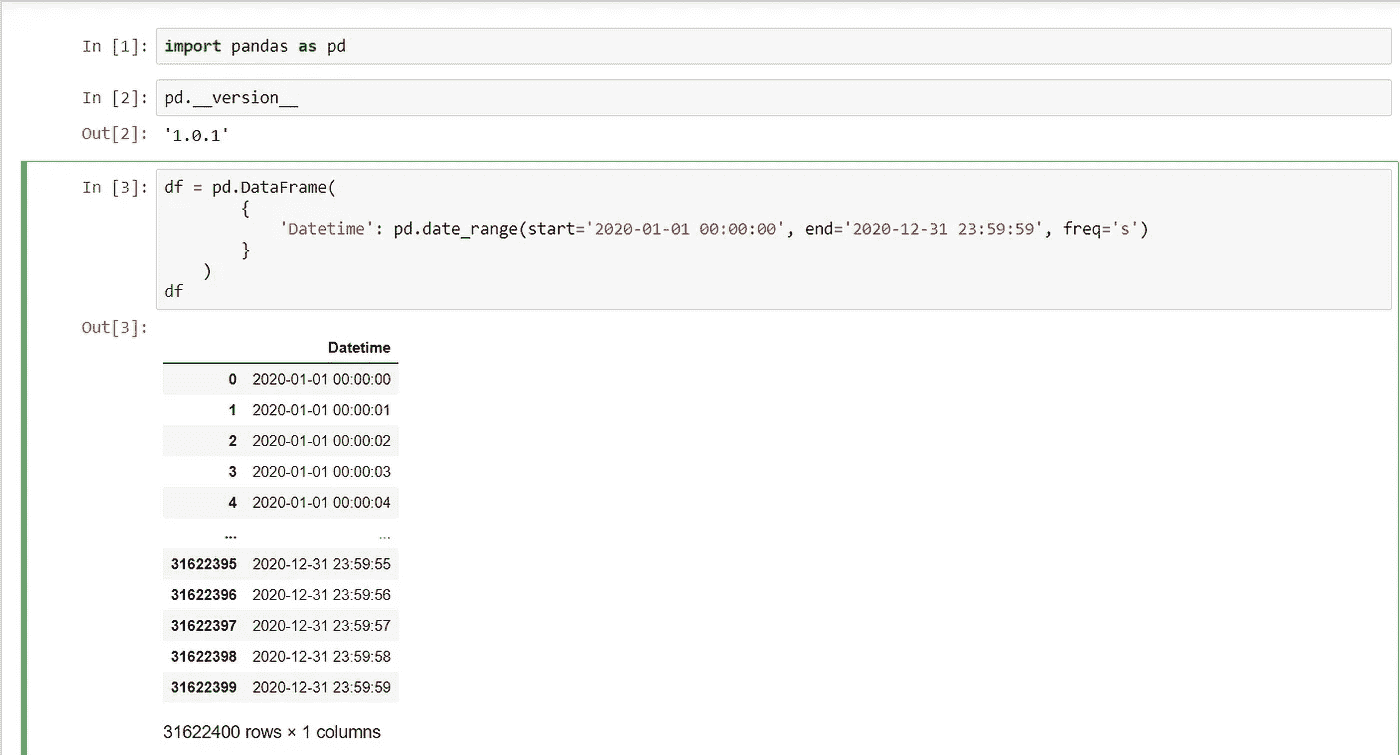 In [1]: import pandas as pd
In [2]: pd.__version__
Out[2]: '1.0.1'
In [3]: df = pd.DataFrame(
{
'Datetime': pd.date_range(start='2020-01-01 00:00:00', end='2020-12-31 23:59:59', freq='s')
}
)
df
Out[3]:
Datetime
0 2020-01-01 00:00:00
1 2020-01-01 00:00:01
2 2020-01-01 00:00:02
3 2020-01-01 00:00:03
4 2020-01-01 00:00:04
... ...
31622395 2020-12-31 23:59:55
31622396 2020-12-31 23:59:56
31622397 2020-12-31 23:59:57
31622398 2020-12-31 23:59:58
31622399 2020-12-31 23:59:59
31622400 rows × 1 columns